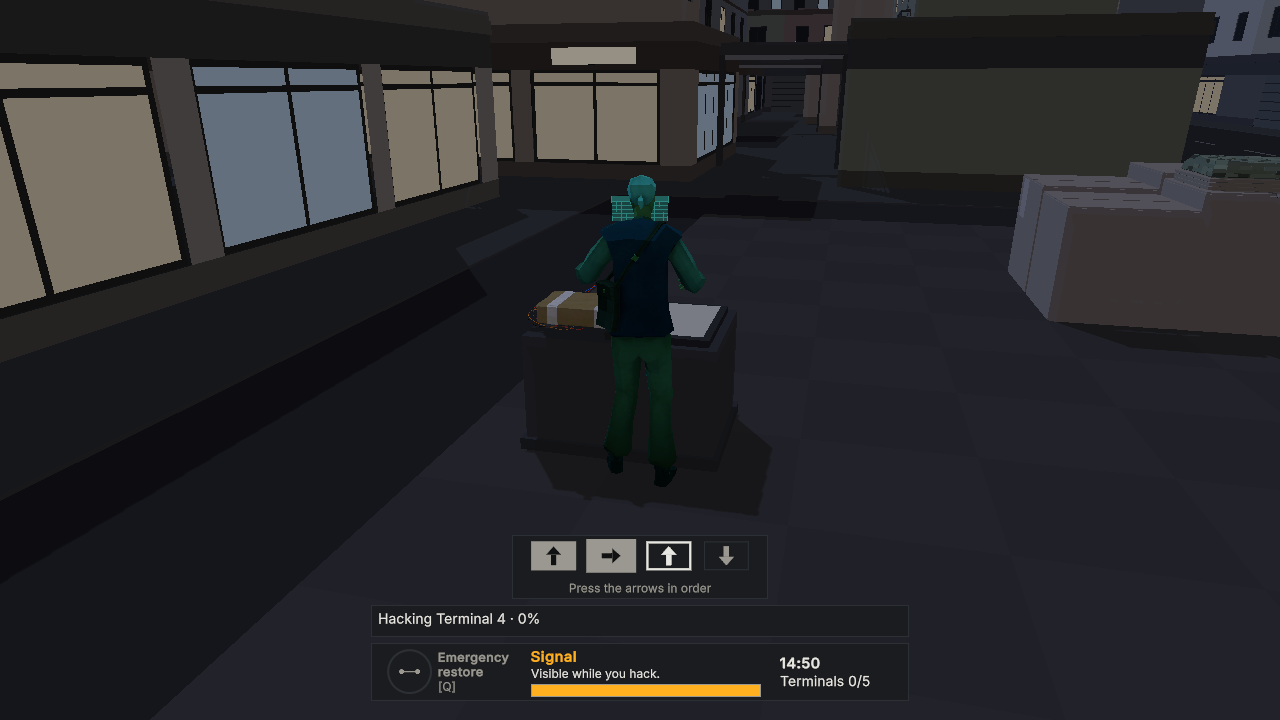 Press the arrows in order
Hacking Terminal 4 · 0%
Emergency
restore
[Q]
Signal
Visible while you hack.
14:50
Terminals 0/5